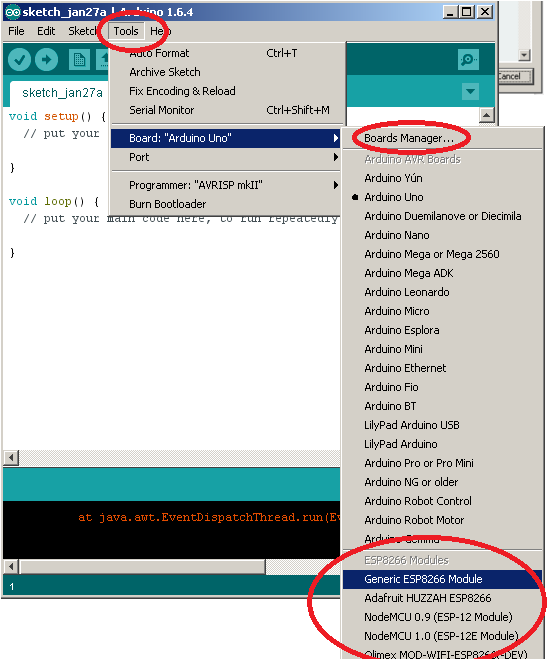 sketch_jan27a | Arduino 1.6.4
File Edit Sketch Tools Help
Auto Format Ctrl+T
Archive Sketch
Fix Encoding & Reload
Serial Monitor Ctrl+Shift+M
Board: "Arduino Uno"
Port
Programmer: "AVRISP mkII"
Burn Bootloader
Cancel
sketch_jan27a
void setup() {
// put your
}
void loop() {
// put your main code here, to run repeatedly
}
at java.awt.EventDispatchThread.run(Ev
1
Boards Manager...
Arduino AVR Boards
Arduino Yún
Arduino Uno
Arduino Duemilanove or Diecimila
Arduino Nano
Arduino Mega or Mega 2560
Arduino Mega ADK
Arduino Leonardo
Arduino Micro
Arduino Esplora
Arduino Mini
Arduino Ethernet
Arduino Fio
Arduino BT
LilyPad Arduino USB
LilyPad Arduino
Arduino Pro or Pro Mini
Arduino NG or older
Arduino Robot Control
Arduino Robot Motor
Arduino Gemma
ESP8266 Modules
Generic ESP8266 Module
Adafruit HUZZAH ESP8266
NodeMCU 0.9 (ESP-12 Module)
NodeMCU 1.0 (ESP-12E Module)
Olimex MOD-WIFI-ESP8266(-DEV)